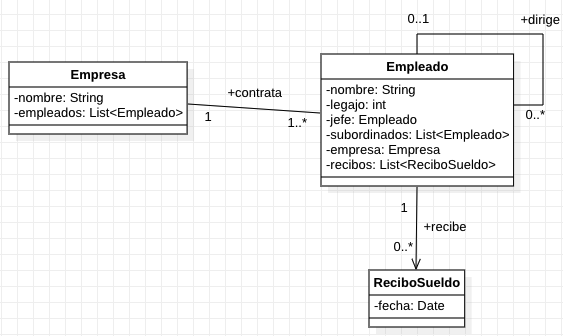 0..1
+dirige
Empresa
-nombre: String
-empleados: List<Empleado>
+contrata
1
1..*
Empleado
-nombre: String
-legajo: int
-jefe: Empleado
-subordinados: List<Empleado>
-empresa: Empresa
-recibos: List<ReciboSueldo>
0..*
1
+recibe
0..*
ReciboSueldo
-fecha: Date